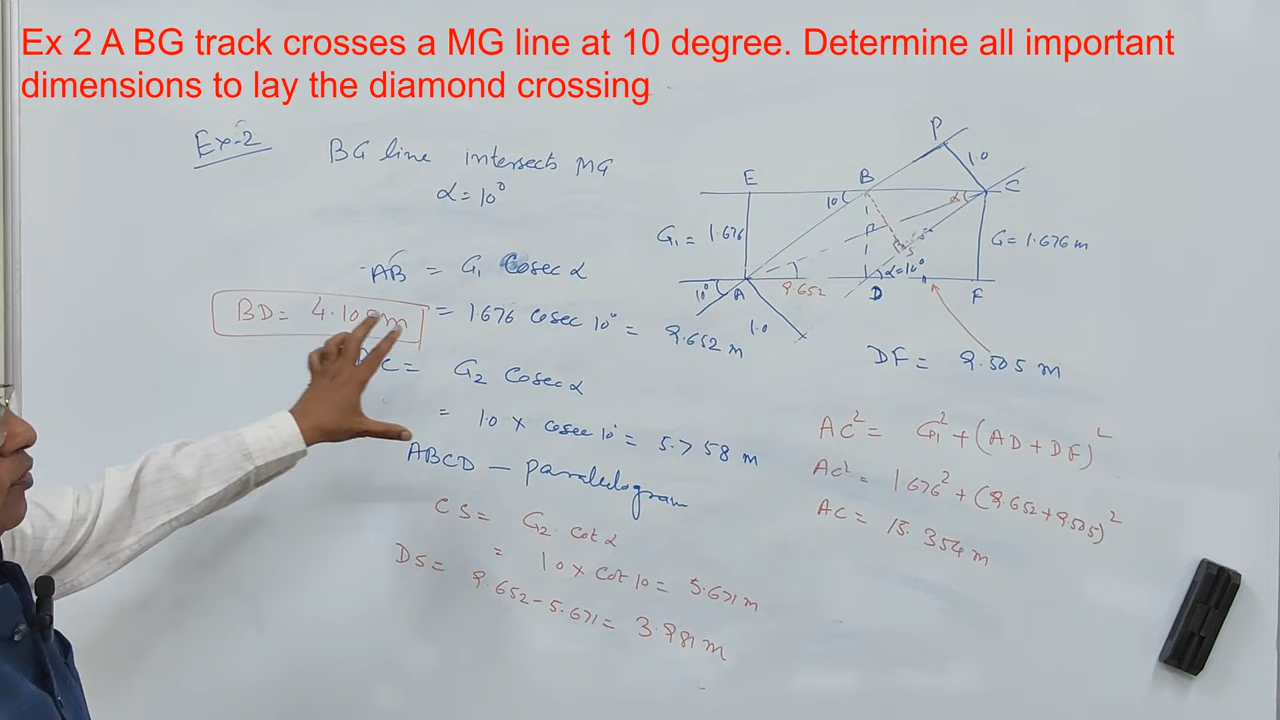 Ex 2 A BG track crosses a MG line at 10 degree. Determine all important
dimensions to lay the diamond crossing
Ex-2
BG line intersects MG
α = 10°
AB = G₁ Cosec α
BD = 4.10
= 1676 cosec 10° = 9.652 m
C = G₂ Cosec α
= 1.0 × cosec 10° = 5.758 m
ABCD – parallelogram
CS = G₂ · Cot α
= 1.0 × Cot 10 = 5.671 m
DS = 9.652 – 5.671 = 3.981 m
P
1.0
E
B
C
10
α
G₁ = 1.676
S
G = 1.676 m
α = 10°
10°
A
9.652
D
F
1.0
DF = 9.505 m
AC² = G₁² + (AD + DF)²
AC² = 1.676² + (9.652 + 9.505)²
AC = 15.354 m